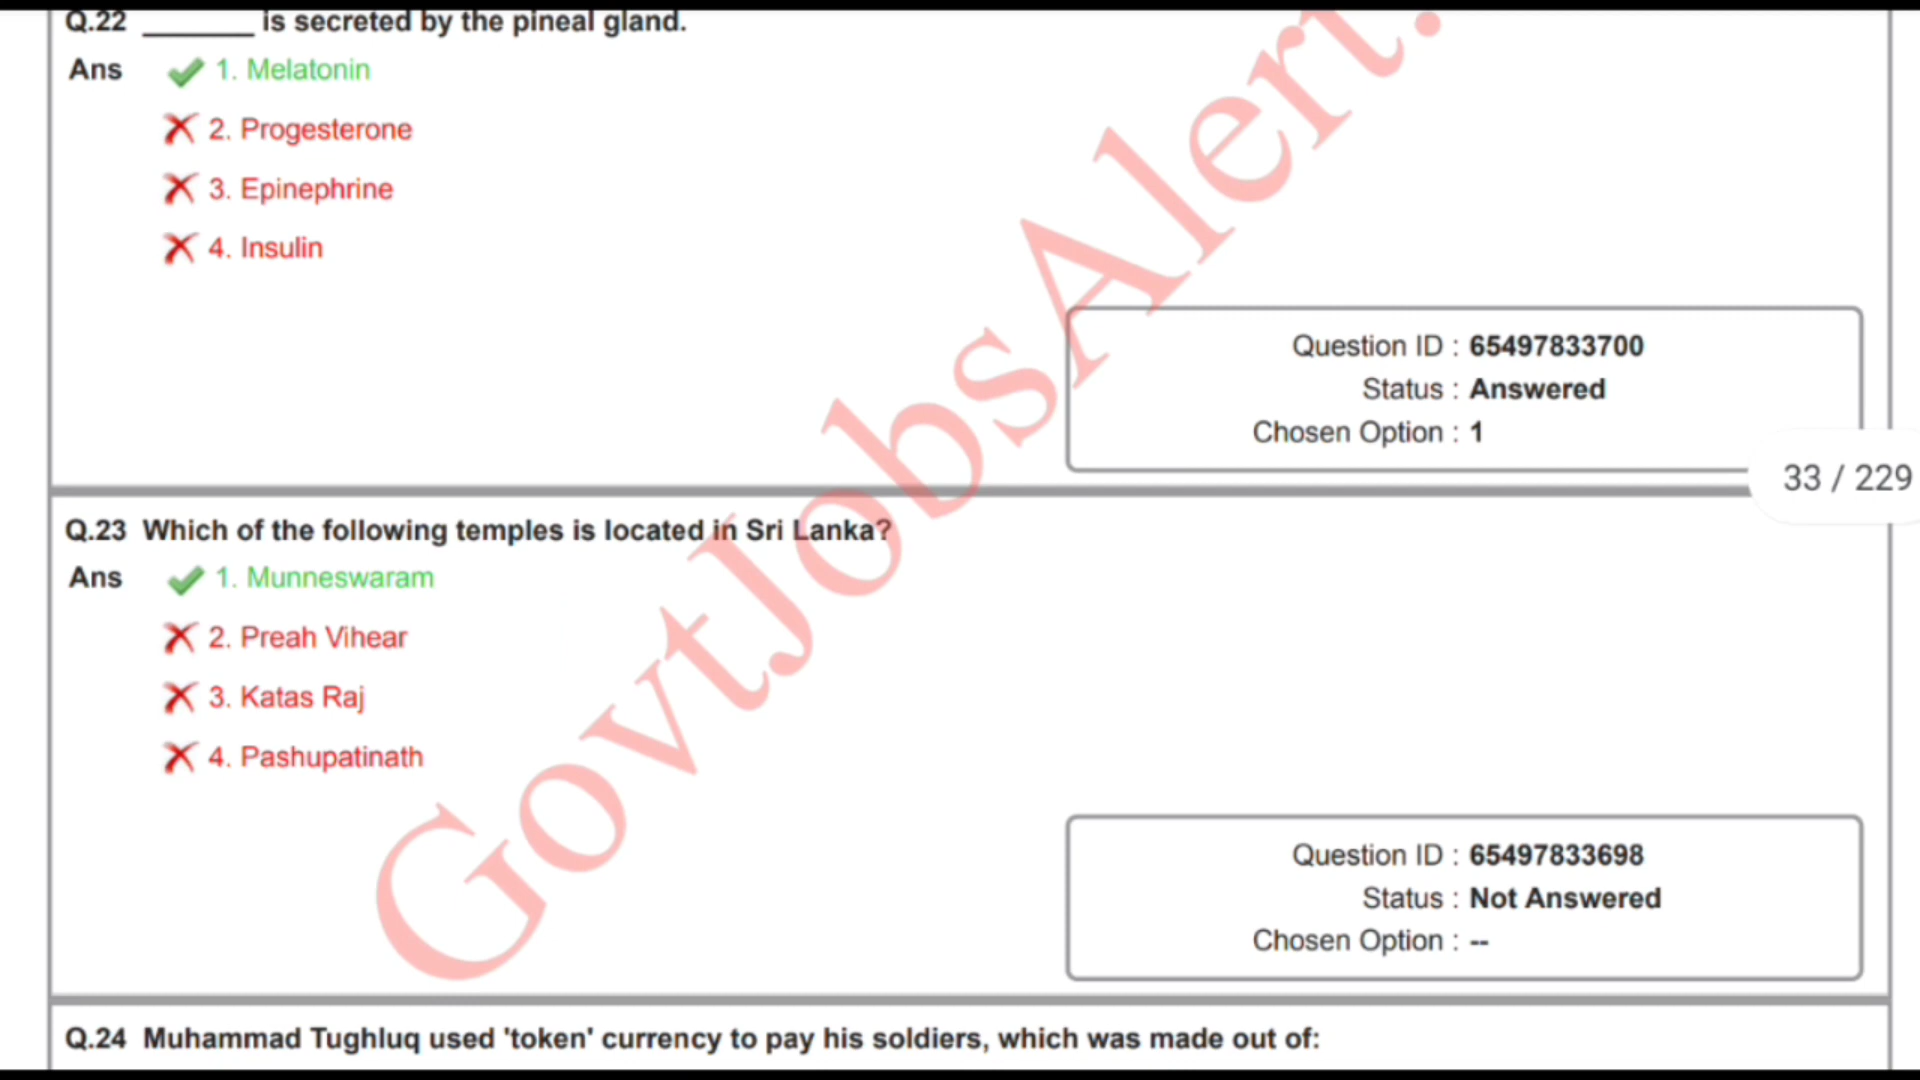 Q.22 _______ is secreted by the pineal gland.
Ans 1. Melatonin
2. Progesterone
3. Epinephrine
4. Insulin
Question ID : 65497833700
Status : Answered
Chosen Option : 1
33 / 229
Q.23 Which of the following temples is located in Sri Lanka?
Ans 1. Munneswaram
2. Preah Vihear
3. Katas Raj
4. Pashupatinath
Question ID : 65497833698
Status : Not Answered
Chosen Option : --
Q.24 Muhammad Tughluq used 'token' currency to pay his soldiers, which was made out of:
GovtJobsAlert.